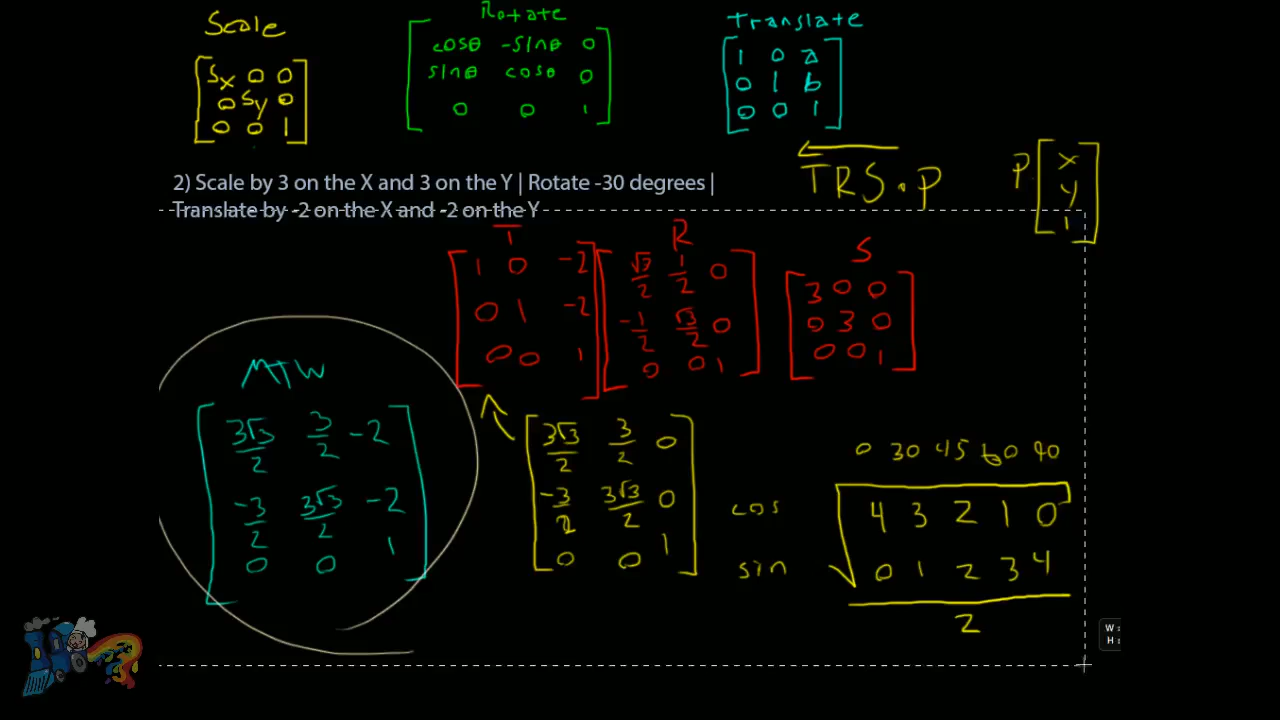 Scale
Rotate
Translate
[Sx 0 0
0 Sy 0
0 0 1]
[cosθ -sinθ 0
sinθ cosθ 0
0 0 1]
[1 0 a
0 1 b
0 0 1]
2) Scale by 3 on the X and 3 on the Y | Rotate -30 degrees |
Translate by -2 on the X and -2 on the Y
TRS.P
P [x
y
1]
T
[1 0 -2
0 1 -2
0 0 1]
R
[√3/2 1/2 0
-1/2 √3/2 0
0 0 1]
S
[3 0 0
0 3 0
0 0 1]
MTW
[3√3/2 3/2 -2
-3/2 3√3/2 -2
0 0 1]
[3√3/2 3/2 0
-3/2 3√3/2 0
0 0 1]
0 30 45 60 90
cos √4 3 2 1 0
sin 0 1 2 3 4
2
W:
H: